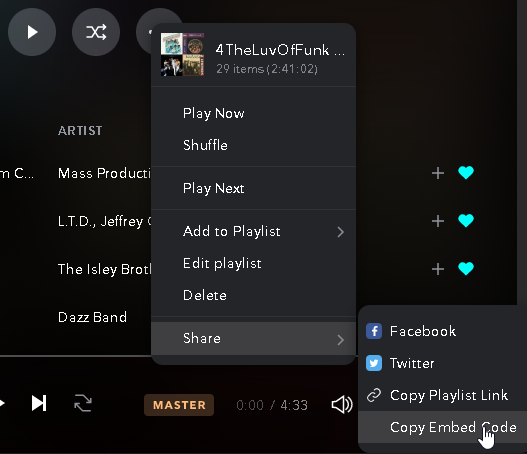 4TheLuvOfFunk ...
29 items (2:41:02)
Play Now
Shuffle
Play Next
Add to Playlist
Edit playlist
Delete
Share
Facebook
Twitter
Copy Playlist Link
Copy Embed Code
ARTIST
m C... Mass Producti
L.T.D., Jeffrey
The Isley Brot
Dazz Band
MASTER 0:00 / 4:33